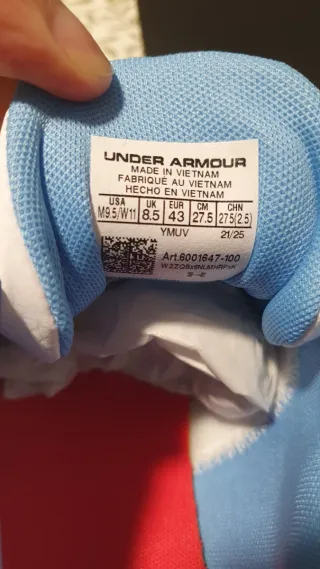 UNDER ARMOUR
MADE IN VIETNAM
FABRIQUÉ AU VIETNAM
HECHO EN VIETNAM
USA UK EUR CM CHN
M9.5/W11 8.5 43 27.5 275(2.5)
YMUV 21/25
Art.6001647-100